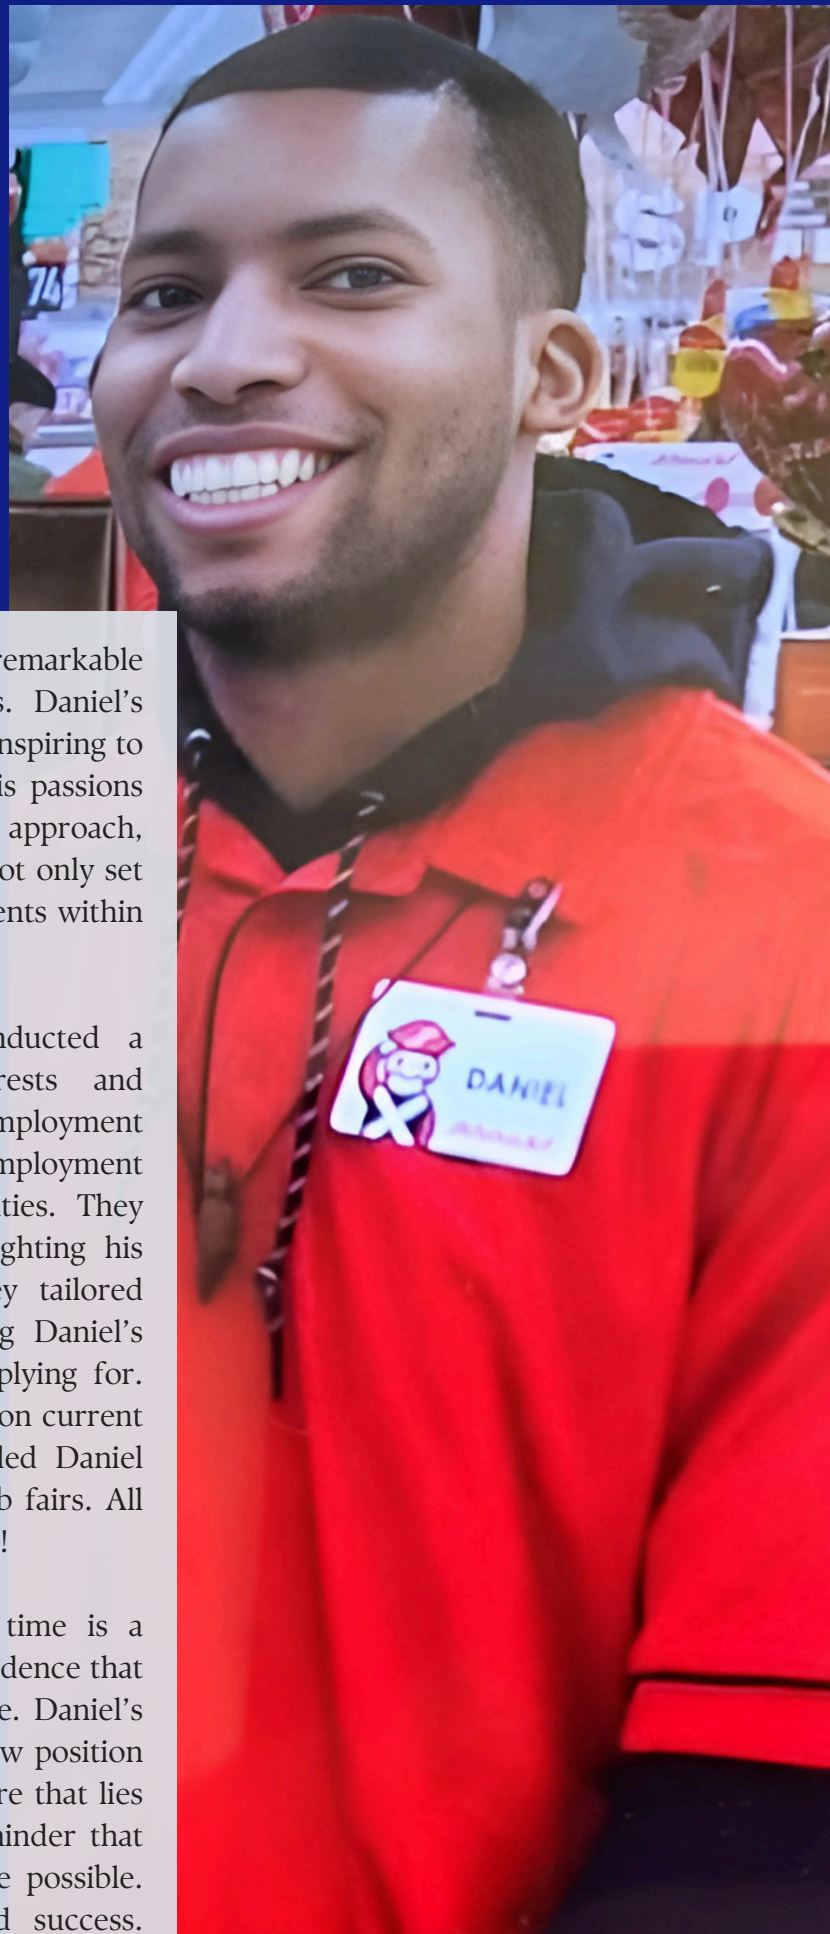 74
remarkable
s. Daniel’s
nspiring to
is passions
approach,
ot only set
ents within
nducted a
rests and
mployment
mployment
ities. They
ghting his
ey tailored
g Daniel’s
plying for.
on current
led Daniel
b fairs. All
!
time is a
idence that
e. Daniel’s
w position
re that lies
inder that
e possible.
d success.
DANIEL